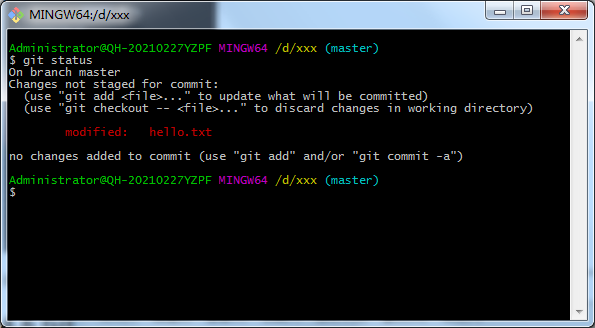 MINGW64:/d/xxx
Administrator@QH-20210227YZPF MINGW64 /d/xxx (master)
$ git status
On branch master
Changes not staged for commit:
  (use "git add <file>..." to update what will be committed)
  (use "git checkout -- <file>..." to discard changes in working directory)
        modified:   hello.txt
no changes added to commit (use "git add" and/or "git commit -a")
Administrator@QH-20210227YZPF MINGW64 /d/xxx (master)
$